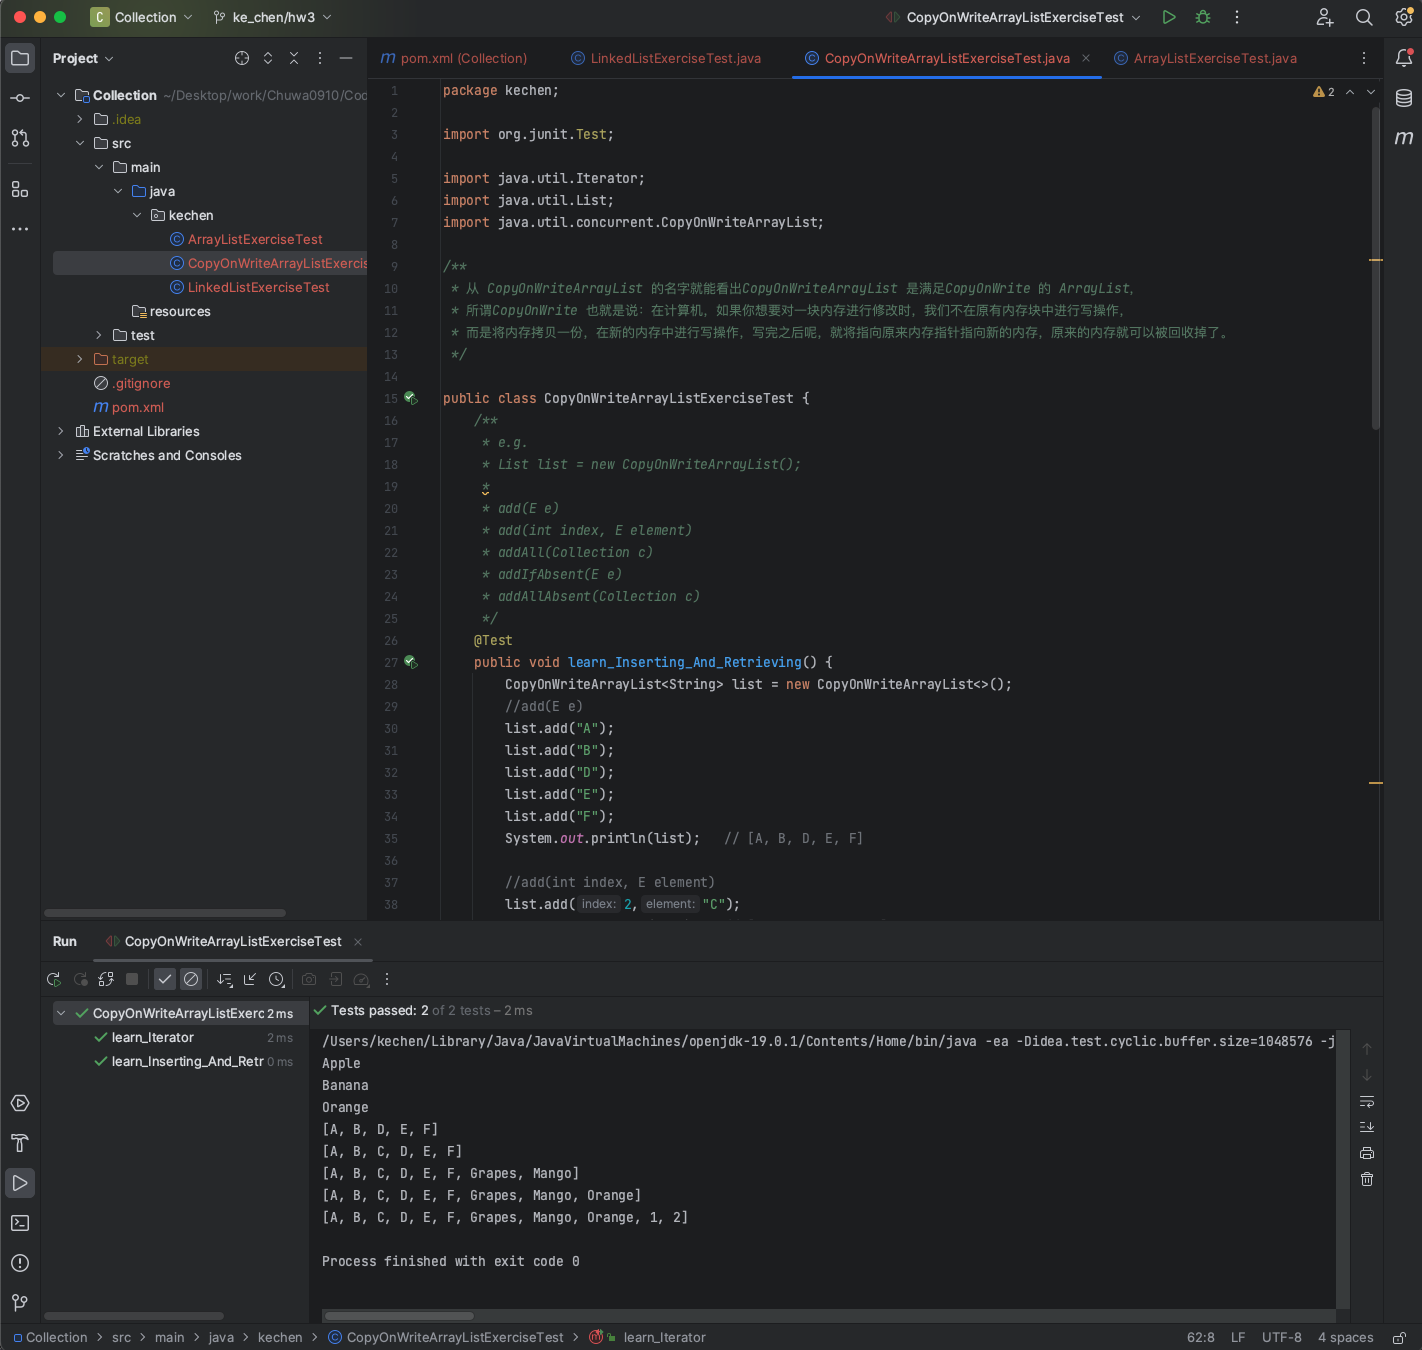 C Collection ke_chen/hw3 CopyOnWriteArrayListExerciseTest
Project
m pom.xml (Collection) LinkedListExerciseTest.java CopyOnWriteArrayListExerciseTest.java ArrayListExerciseTest.java
Collection ~/Desktop/work/Chuwa0910/Cod
.idea
src
main
java
kechen
ArrayListExerciseTest
CopyOnWriteArrayListExercis
LinkedListExerciseTest
resources
test
target
.gitignore
m pom.xml
External Libraries
Scratches and Consoles
2
1 package kechen;
2
3 import org.junit.Test;
4
5 import java.util.Iterator;
6 import java.util.List;
7 import java.util.concurrent.CopyOnWriteArrayList;
8
9 /**
10 * 从 CopyOnWriteArrayList 的名字就能看出CopyOnWriteArrayList 是满足CopyOnWrite 的 ArrayList，
11 * 所谓CopyOnWrite 也就是说：在计算机，如果你想要对一块内存进行修改时，我们不在原有内存块中进行写操作，
12 * 而是将内存拷贝一份，在新的内存中进行写操作，写完之后呢，就将指向原来内存指针指向新的内存，原来的内存就可以被回收掉了。
13 */
14
15 public class CopyOnWriteArrayListExerciseTest {
16 /**
17 * e.g.
18 * List list = new CopyOnWriteArrayList();
19 *
20 * add(E e)
21 * add(int index, E element)
22 * addAll(Collection c)
23 * addIfAbsent(E e)
24 * addAllAbsent(Collection c)
25 */
26 @Test
27 public void learn_Inserting_And_Retrieving() {
28 CopyOnWriteArrayList<String> list = new CopyOnWriteArrayList<>();
29 //add(E e)
30 list.add("A");
31 list.add("B");
32 list.add("D");
33 list.add("E");
34 list.add("F");
35 System.out.println(list); // [A, B, D, E, F]
36
37 //add(int index, E element)
38 list.add( index: 2, element: "C");
Run CopyOnWriteArrayListExerciseTest
CopyOnWriteArrayListExerc 2 ms
learn_Iterator 2 ms
learn_Inserting_And_Retr 0 ms
Tests passed: 2 of 2 tests – 2 ms
/Users/kechen/Library/Java/JavaVirtualMachines/openjdk-19.0.1/Contents/Home/bin/java -ea -Didea.test.cyclic.buffer.size=1048576 -j
Apple
Banana
Orange
[A, B, D, E, F]
[A, B, C, D, E, F]
[A, B, C, D, E, F, Grapes, Mango]
[A, B, C, D, E, F, Grapes, Mango, Orange]
[A, B, C, D, E, F, Grapes, Mango, Orange, 1, 2]
Process finished with exit code 0
Collection > src > main > java > kechen > CopyOnWriteArrayListExerciseTest > learn_Iterator 62:8 LF UTF-8 4 spaces